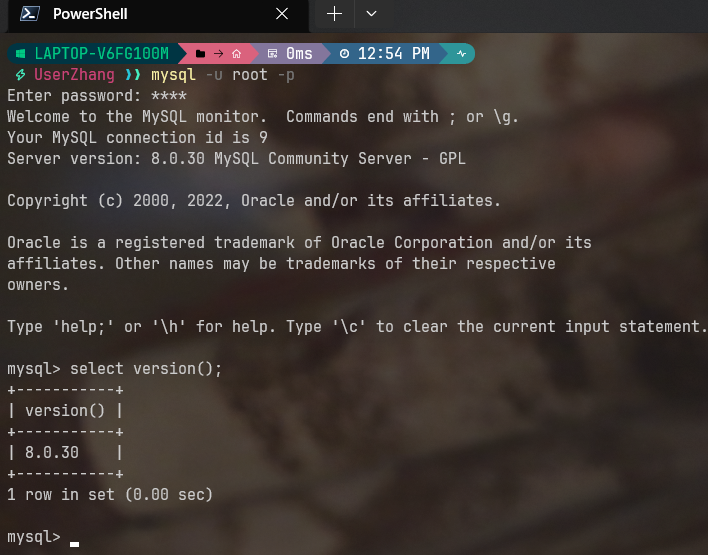 PowerShell
LAPTOP-V6FG100M 0ms 12:54 PM
UserZhang ❯❯ mysql -u root -p
Enter password: ****
Welcome to the MySQL monitor.  Commands end with ; or \g.
Your MySQL connection id is 9
Server version: 8.0.30 MySQL Community Server - GPL
Copyright (c) 2000, 2022, Oracle and/or its affiliates.
Oracle is a registered trademark of Oracle Corporation and/or its
affiliates. Other names may be trademarks of their respective
owners.
Type 'help;' or '\h' for help. Type '\c' to clear the current input statement.
mysql> select version();
+-----------+
| version() |
+-----------+
| 8.0.30    |
+-----------+
1 row in set (0.00 sec)
mysql>